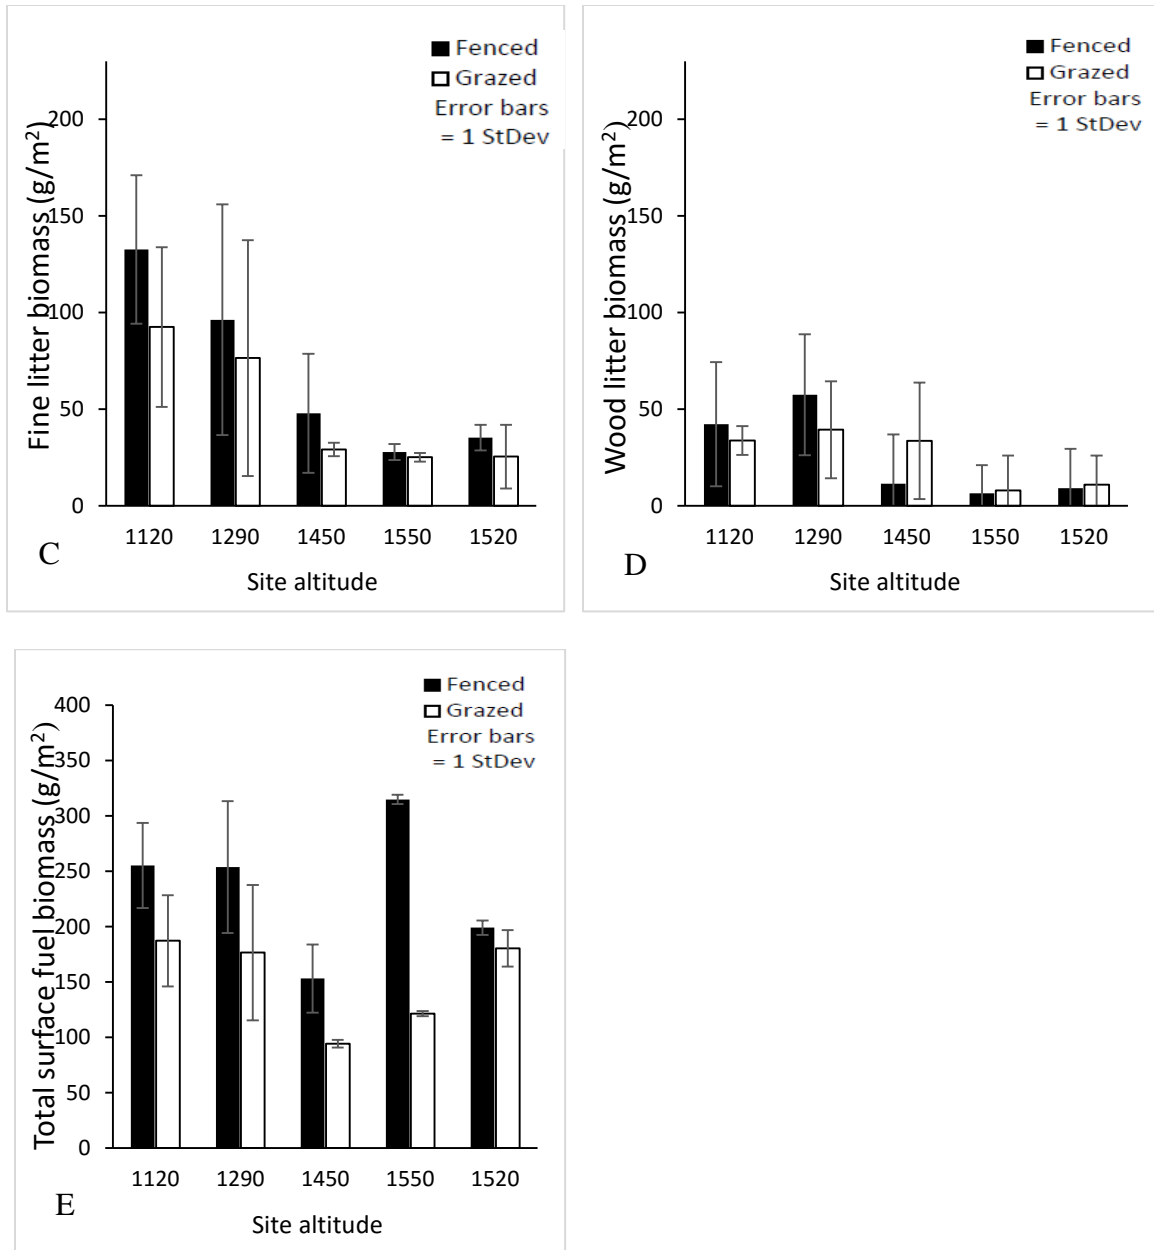 Fenced
Grazed
Error bars
= 1 StDev
Fine litter biomass (g/m²)
200
150
100
50
0
1120 1290 1450 1550 1520
Site altitude
C
Fenced
Grazed
Error bars
= 1 StDev
Wood litter biomass (g/m²)
200
150
100
50
0
1120 1290 1450 1550 1520
Site altitude
D
Fenced
Grazed
Error bars
= 1 StDev
Total surface fuel biomass (g/m²)
400
350
300
250
200
150
100
50
0
1120 1290 1450 1550 1520
Site altitude
E